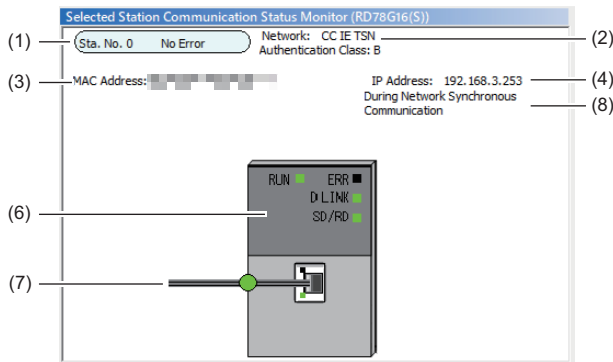 Selected Station Communication Status Monitor (RD78G16(S))
(1)
Sta. No. 0 No Error
Network: CC IE TSN
(2)
Authentication Class: B
(3)
MAC Address:
IP Address: 192.168.3.253
(4)
During Network Synchronous
Communication
(8)
RUN ERR
D LINK
(6)
SD/RD
(7)